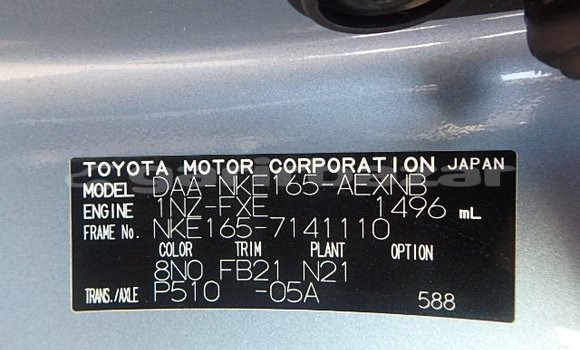 TOYOTA MOTOR CORPORATION JAPAN
MODEL DAA-NKE165-AEXNB
ENGINE 1NZ-FXE 1496 mL
FRAME No. NKE165-7141110
COLOR TRIM PLANT OPTION
8N0 FB21 N21
TRANS./AXLE P510 -05A 588